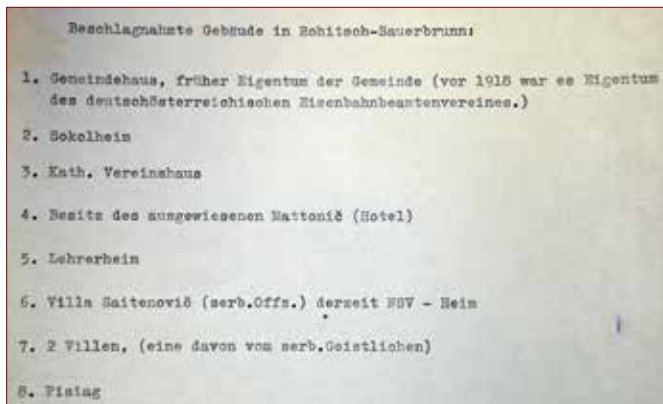 Beschlagnahmte Gebäude in Rohitsch-Sauerbrunn:
1. Gemeindehaus, früher Eigentum der Gemeinde (vor 1918 war es Eigentum
des deutschösterreichischen Eisenbahnbeamtenvereines.)
2. Sokolheim
3. Kath. Vereinshaus
4. Besitz des ausgewiesenen Mattonič (Hotel)
5. Lehrerheim
6. Villa Saitenovič (serb.Offz.) derzeit NSV - Heim
7. 2 Villen, (eine davon vom serb.Geistlichen)
8.